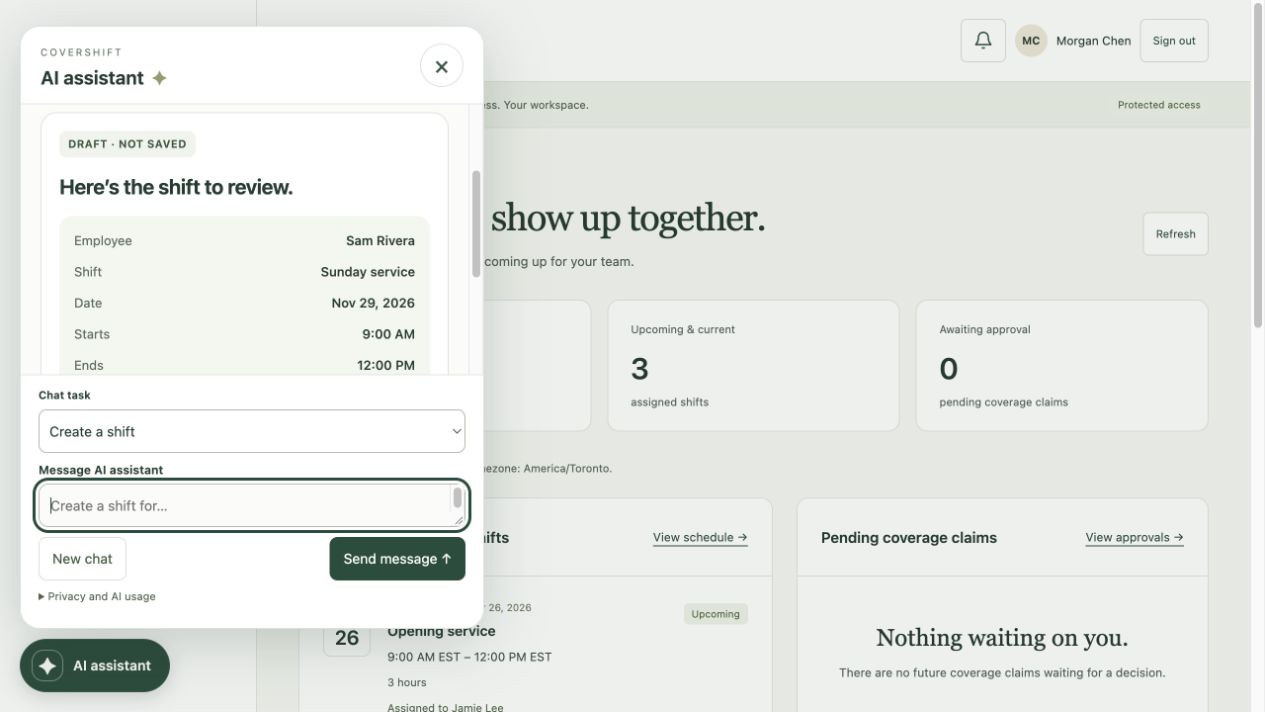 COVERSHIFT
AI assistant
DRAFT · NOT SAVED
Here's the shift to review.
Employee Sam Rivera
Shift Sunday service
Date Nov 29, 2026
Starts 9:00 AM
Ends 12:00 PM
Chat task
Create a shift
Message AI assistant
Create a shift for...
New chat
Send message ↑
Privacy and AI usage
AI assistant
MC
Morgan Chen
Sign out
Your workspace.
Protected access
show up together.
coming up for your team.
Refresh
Upcoming & current
3
assigned shifts
Awaiting approval
0
pending coverage claims
America/Toronto.
View schedule →
26, 2026
Upcoming
26
Opening service
9:00 AM EST – 12:00 PM EST
3 hours
Assigned to Jamie Lee
Pending coverage claims
View approvals →
Nothing waiting on you.
There are no future coverage claims waiting for a decision.